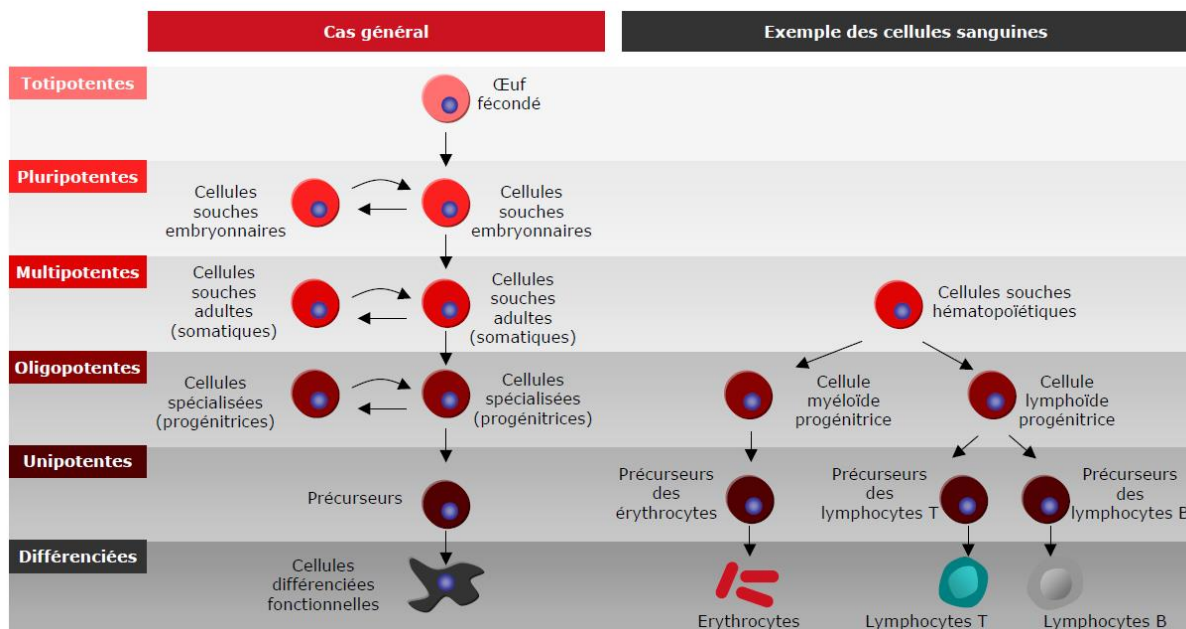 Cas général
Exemple des cellules sanguines
Totipotentes
Œuf
fécondé
Pluripotentes
Cellules
souches
embryonnaires
Cellules
souches
embryonnaires
Multipotentes
Cellules
souches
adultes
(somatiques)
Cellules
souches
adultes
(somatiques)
Cellules souches
hématopoïétiques
Oligopotentes
Cellules
spécialisées
(progénitrices)
Cellules
spécialisées
(progénitrices)
Cellule
myéloïde
progénitrice
Cellule
lymphoïde
progénitrice
Unipotentes
Précurseurs
Précurseurs
des
érythrocytes
Précurseurs
des
lymphocytes T
Précurseurs
des
lymphocytes B
Différenciées
Cellules
différenciées
fonctionnelles
Erythrocytes
Lymphocytes T
Lymphocytes B